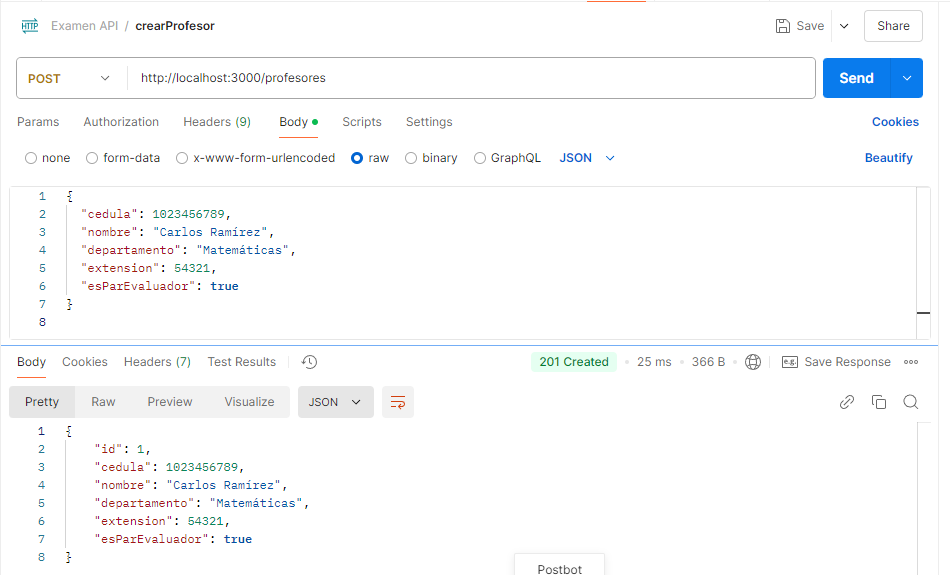 HTTP Examen API / crearProfesor Save Share
POST http://localhost:3000/profesores Send
Params Authorization Headers (9) Body Scripts Settings Cookies
none form-data x-www-form-urlencoded raw binary GraphQL JSON Beautify
1 {
2 "cedula": 1023456789,
3 "nombre": "Carlos Ramírez",
4 "departamento": "Matemáticas",
5 "extension": 54321,
6 "esParEvaluador": true
7 }
8
Body Cookies Headers (7) Test Results 201 Created 25 ms 366 B e.g. Save Response
Pretty Raw Preview Visualize JSON
1 {
2 "id": 1,
3 "cedula": 1023456789,
4 "nombre": "Carlos Ramírez",
5 "departamento": "Matemáticas",
6 "extension": 54321,
7 "esParEvaluador": true
8 }
Postbot